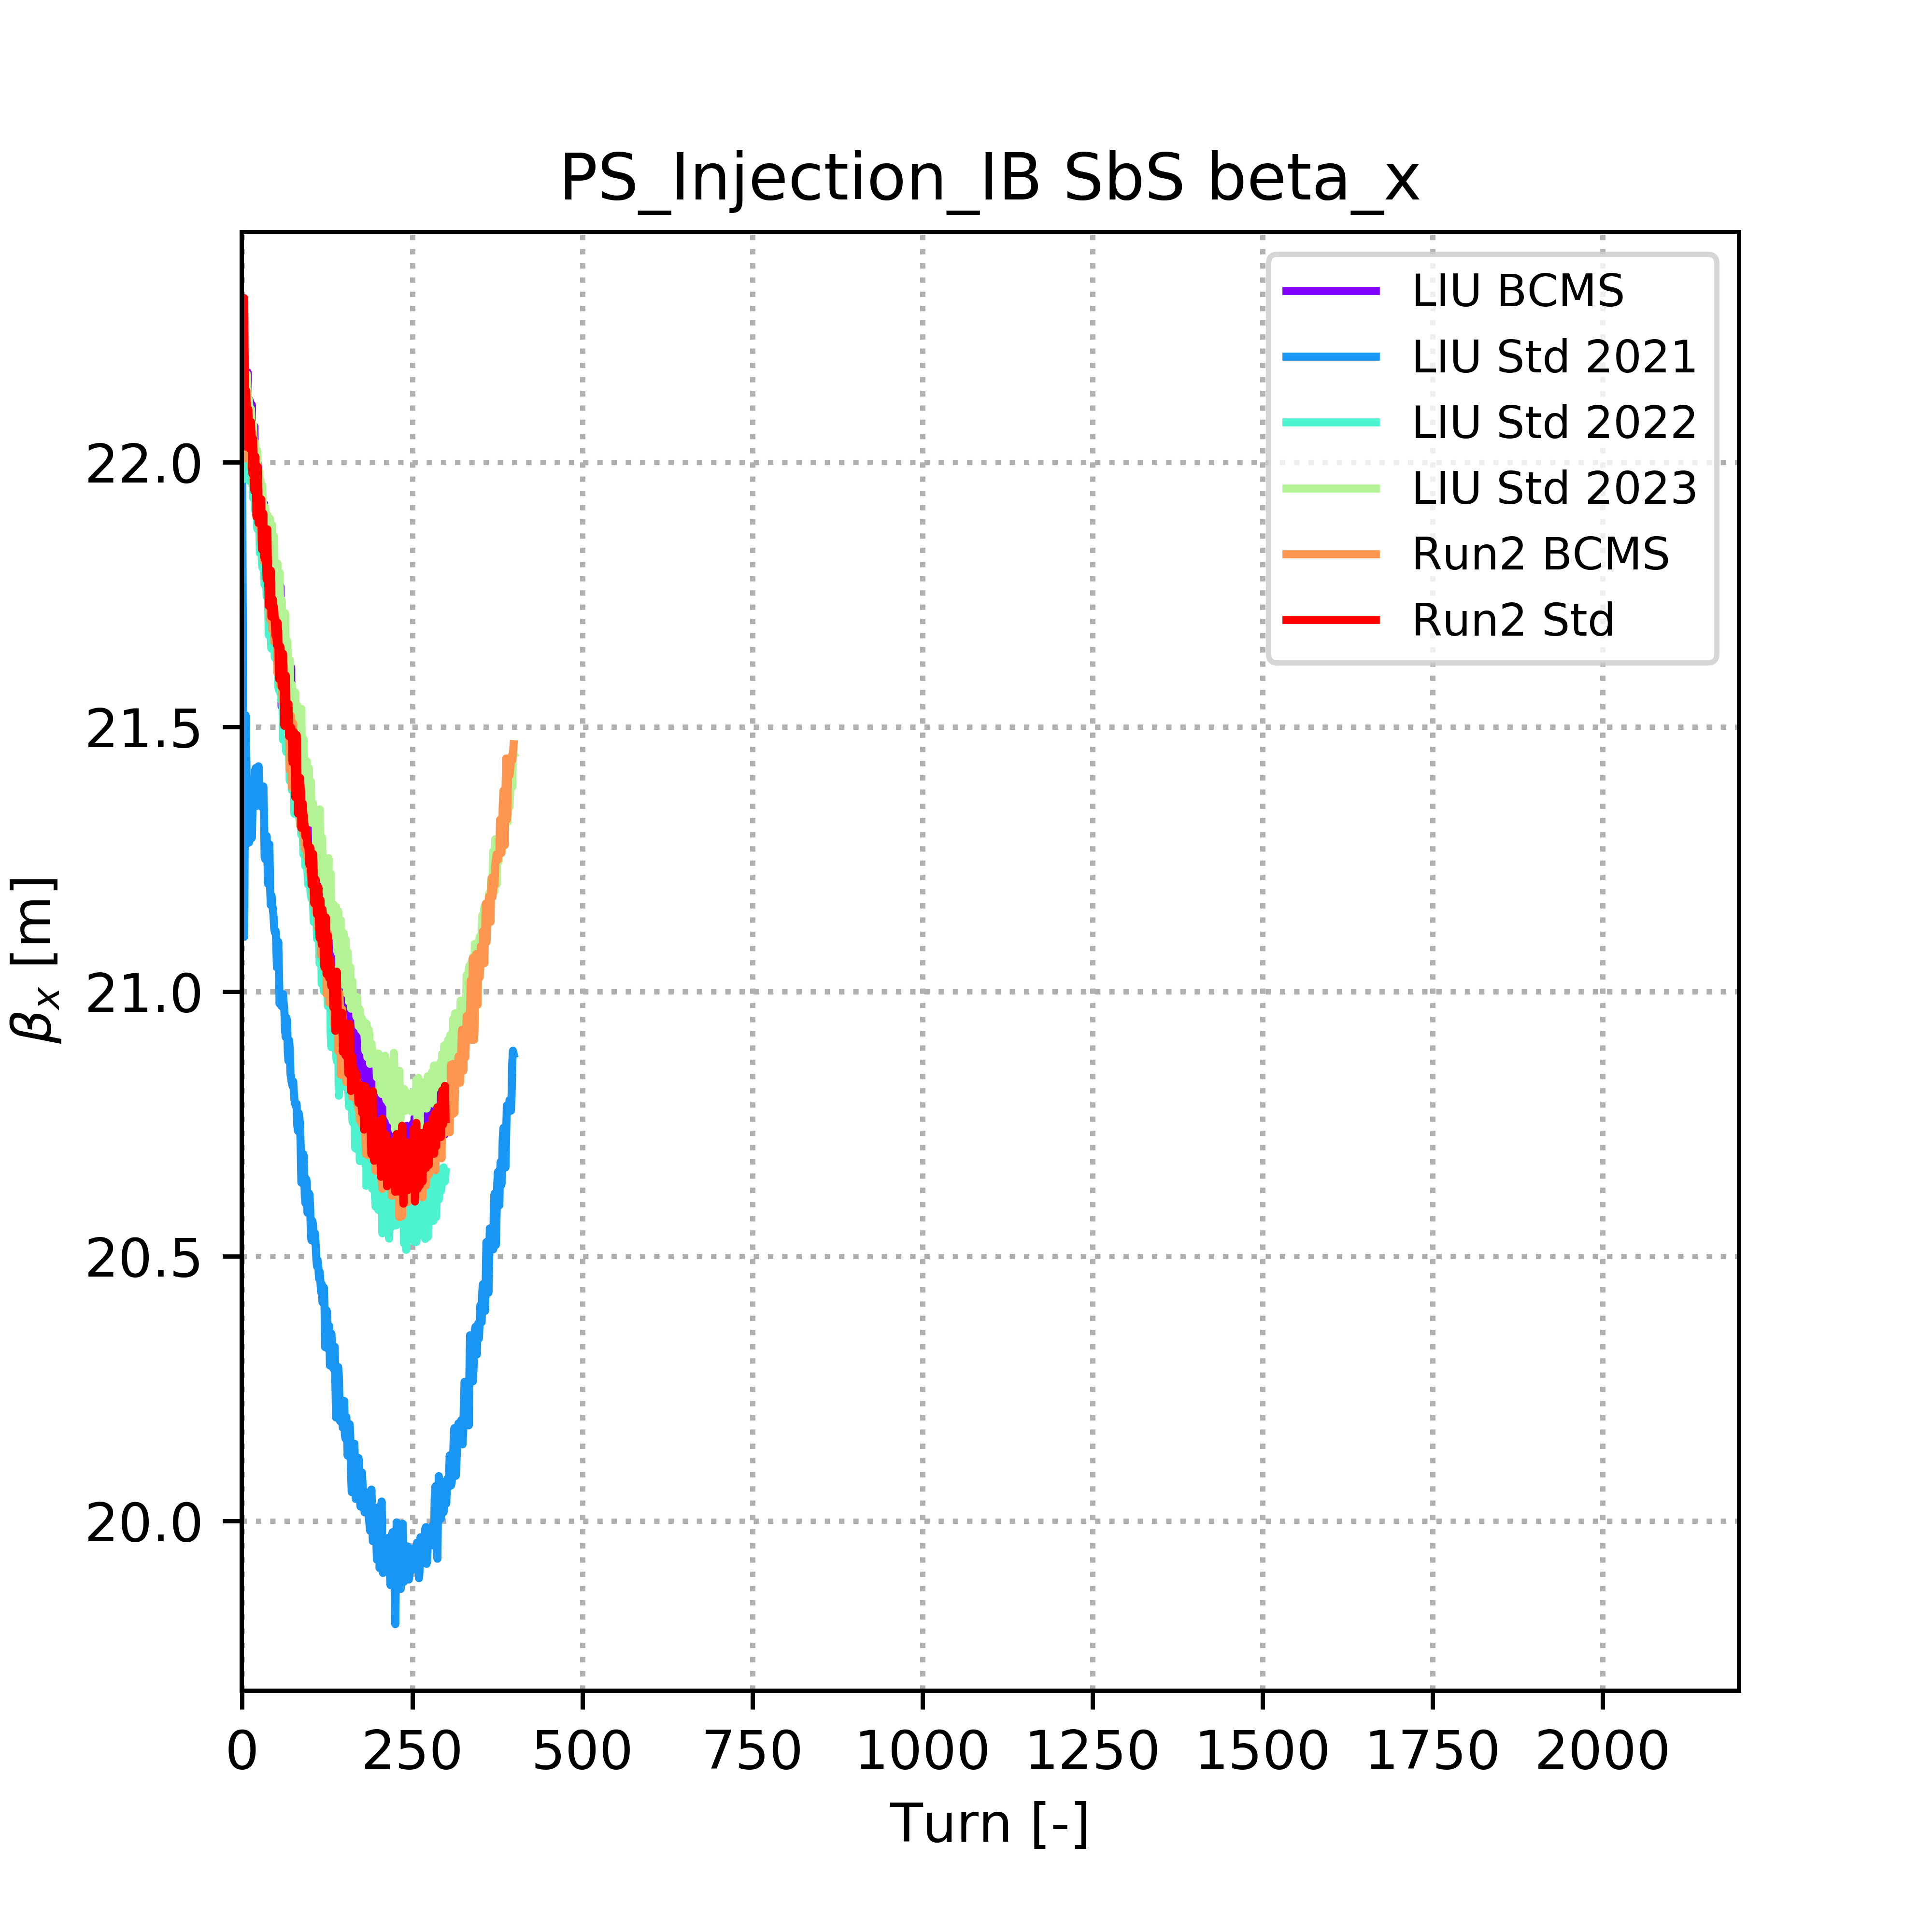 PS_Injection_IB SbS beta_x
LIU BCMS
LIU Std 2021
LIU Std 2022
LIU Std 2023
Run2 BCMS
Run2 Std
22.0
21.5
21.0
20.5
20.0
βx [m]
0 250 500 750 1000 1250 1500 1750 2000
Turn [-]